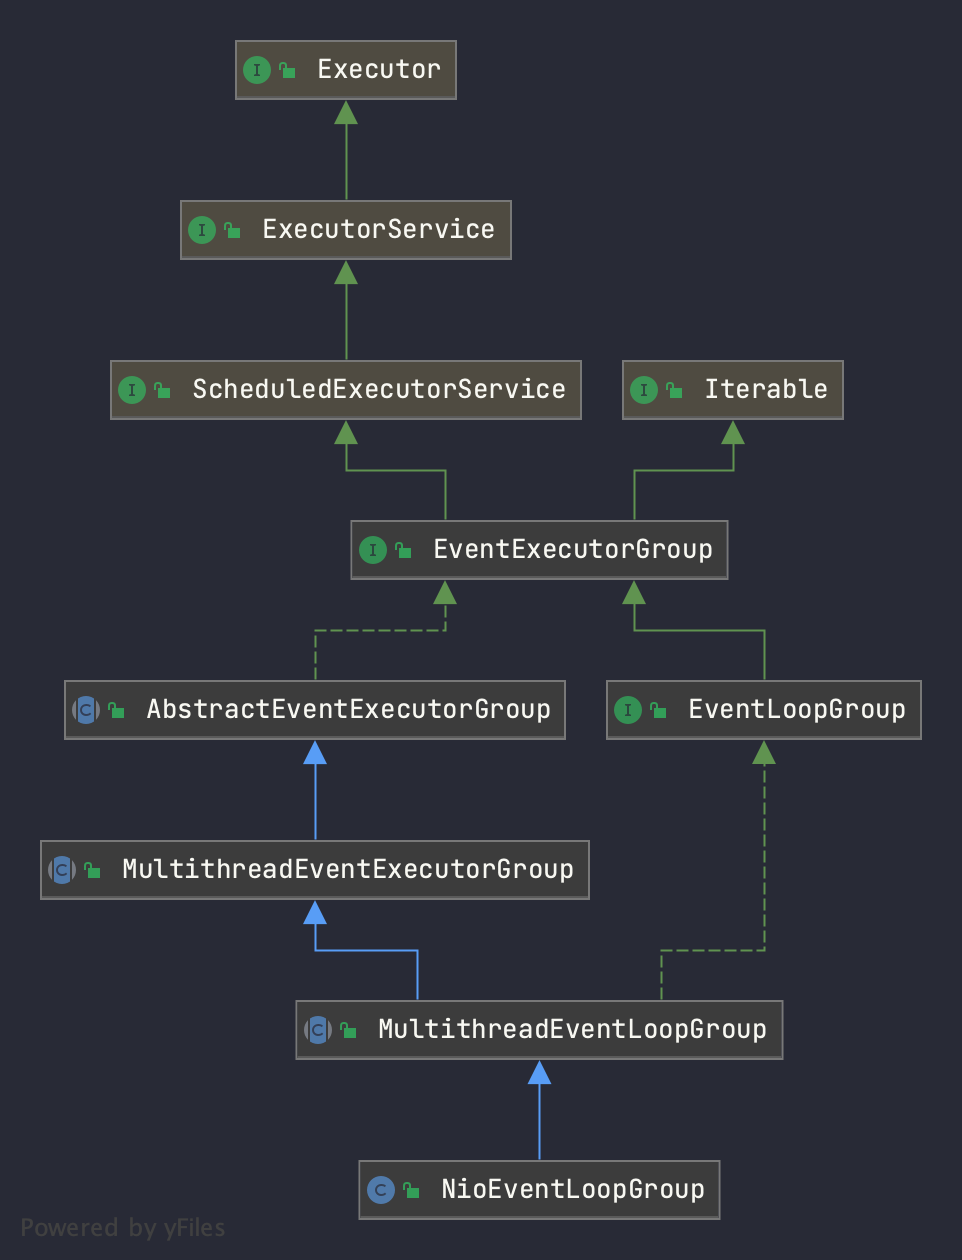 I Executor
I ExecutorService
I ScheduledExecutorService
I Iterable
I EventExecutorGroup
C AbstractEventExecutorGroup
I EventLoopGroup
C MultithreadEventExecutorGroup
C MultithreadEventLoopGroup
C NioEventLoopGroup
Powered by yFiles